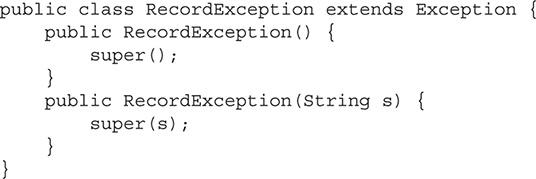 public class RecordException extends Exception {
    public RecordException() {
        super();
    }
    public RecordException(String s) {
        super(s);
    }
}